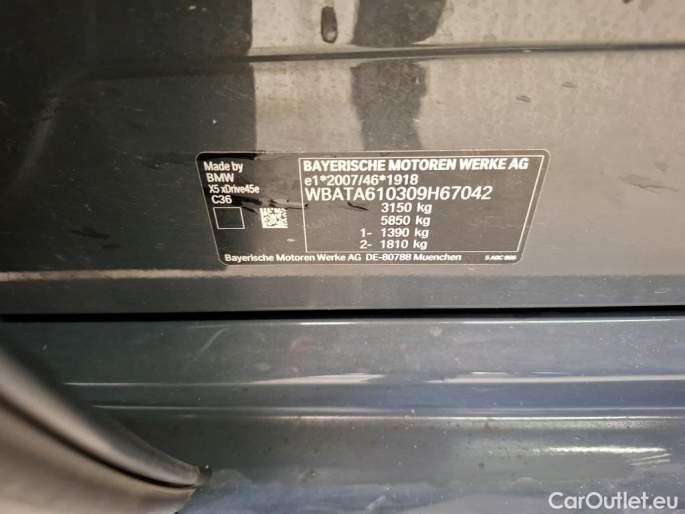 Made by
BMW
X5 xDrive45e
C36
BAYERISCHE MOTOREN WERKE AG
e1*2007/46*1918
WBATA610309H67042
3150 kg
5850 kg
1- 1390 kg
2- 1810 kg
Bayerische Motoren Werke AG DE-80788 Muenchen
CarOutlet.eu